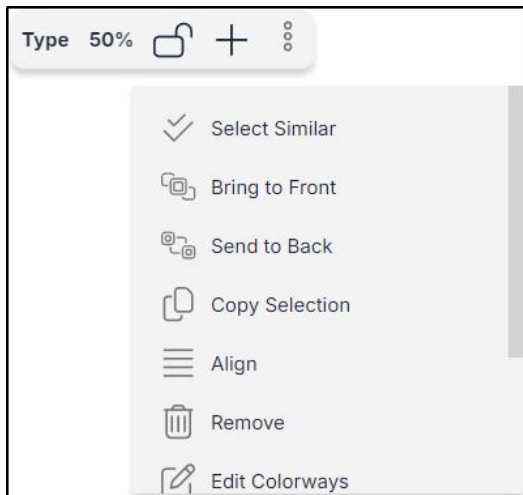 Type 50%
Select Similar
Bring to Front
Send to Back
Copy Selection
Align
Remove
Edit Colorways